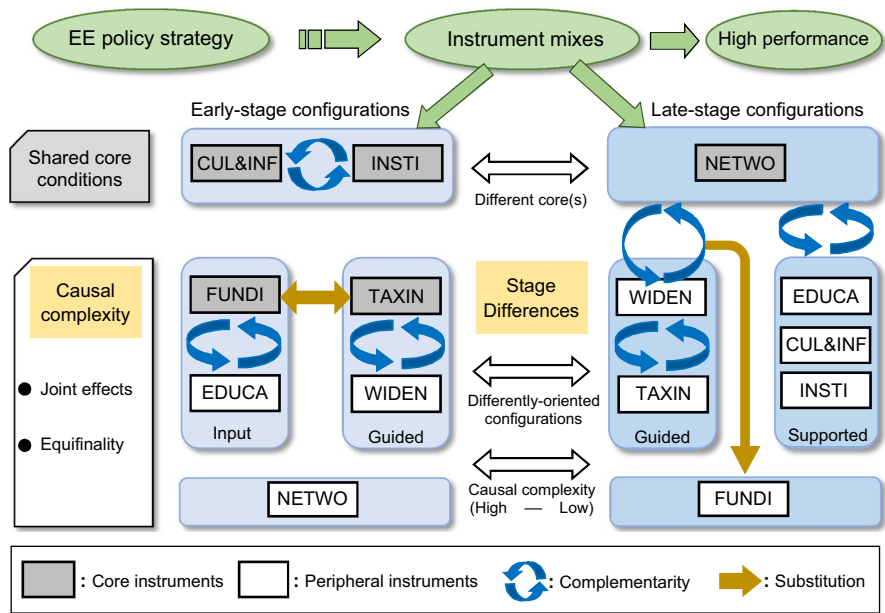 EE policy strategy
Instrument mixes
High performance
Early-stage configurations
Late-stage configurations
Shared core
conditions
CUL&INF
INSTI
Different core(s)
NETWO
Causal
complexity
Joint effects
Equifinality
FUNDI
EDUCA
Input
TAXIN
WIDEN
Guided
NETWO
Stage
Differences
Differently-oriented
configurations
Causal complexity
(High — Low)
WIDEN
TAXIN
Guided
EDUCA
CUL&INF
INSTI
Supported
FUNDI
: Core instruments
: Peripheral instruments
: Complementarity
: Substitution